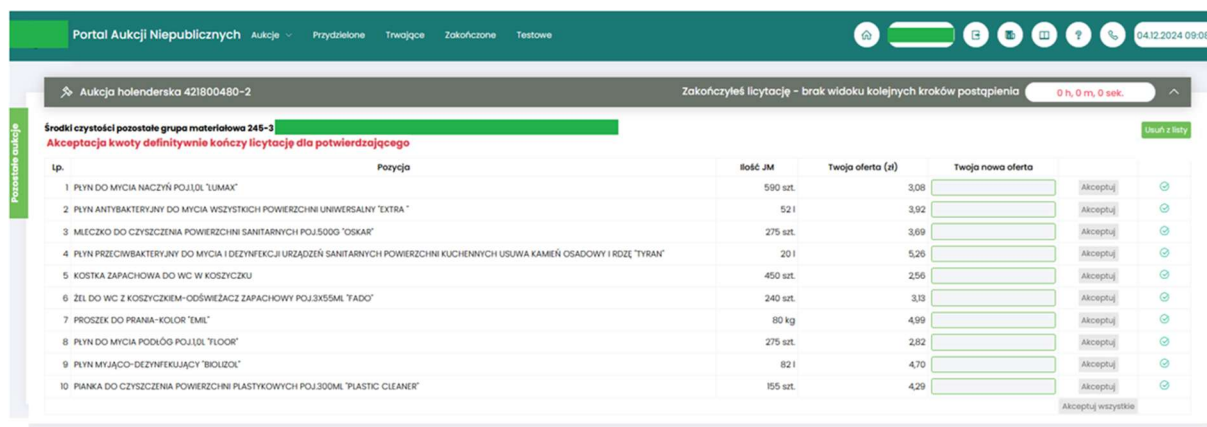 Portal Aukcji Niepublicznych Aukcje Przydzielone Trwające Zakończone Testowe 04.12.2024 09:08
Aukcja holenderska 421800480-2 Zakończyłeś licytację - brak widoku kolejnych kroków postąpienia 0 h, 0 m, 0 sek.
Pozostałe aukcje
Środki czystości pozostałe grupa materiałowa 245-3 Usuń z listy
Akceptacja kwoty definitywnie kończy licytację dla potwierdzającego
Lp. Pozycja Ilość JM Twoja oferta (zł) Twoja nowa oferta
1 PŁYN DO MYCIA NACZYŃ POJ.1,0L "LUMAX" 590 szt. 3,08 Akceptuj
2 PŁYN ANTYBAKTERYJNY DO MYCIA WSZYSTKICH POWIERZCHNI UNIWERSALNY "EXTRA " 52 l 3,92 Akceptuj
3 MLECZKO DO CZYSZCZENIA POWIERZCHNI SANITARNYCH POJ.500G "OSKAR" 275 szt. 3,69 Akceptuj
4 PŁYN PRZECIWBAKTERYJNY DO MYCIA I DEZYNFEKCJI URZĄDZEŃ SANITARNYCH POWIERZCHNI KUCHENNYCH USUWA KAMIEŃ OSADOWY I RDZĘ "TYRAN" 20 l 5,26 Akceptuj
5 KOSTKA ZAPACHOWA DO WC W KOSZYCZKU 450 szt. 2,56 Akceptuj
6 ŻEL DO WC Z KOSZYCZKIEM-ODŚWIEŻACZ ZAPACHOWY POJ.3X55ML "FADO" 240 szt. 3,13 Akceptuj
7 PROSZEK DO PRANIA-KOLOR "EMIL" 80 kg 4,99 Akceptuj
8 PŁYN DO MYCIA PODŁÓG POJ.1,0L "FLOOR" 275 szt. 2,82 Akceptuj
9 PŁYN MYJĄCO-DEZYNFEKUJĄCY "BIOLIZOL" 82 l 4,70 Akceptuj
10 PIANKA DO CZYSZCZENIA POWIERZCHNI PLASTYKOWYCH POJ.300ML "PLASTIC CLEANER" 155 szt. 4,29 Akceptuj
Akceptuj wszystkie